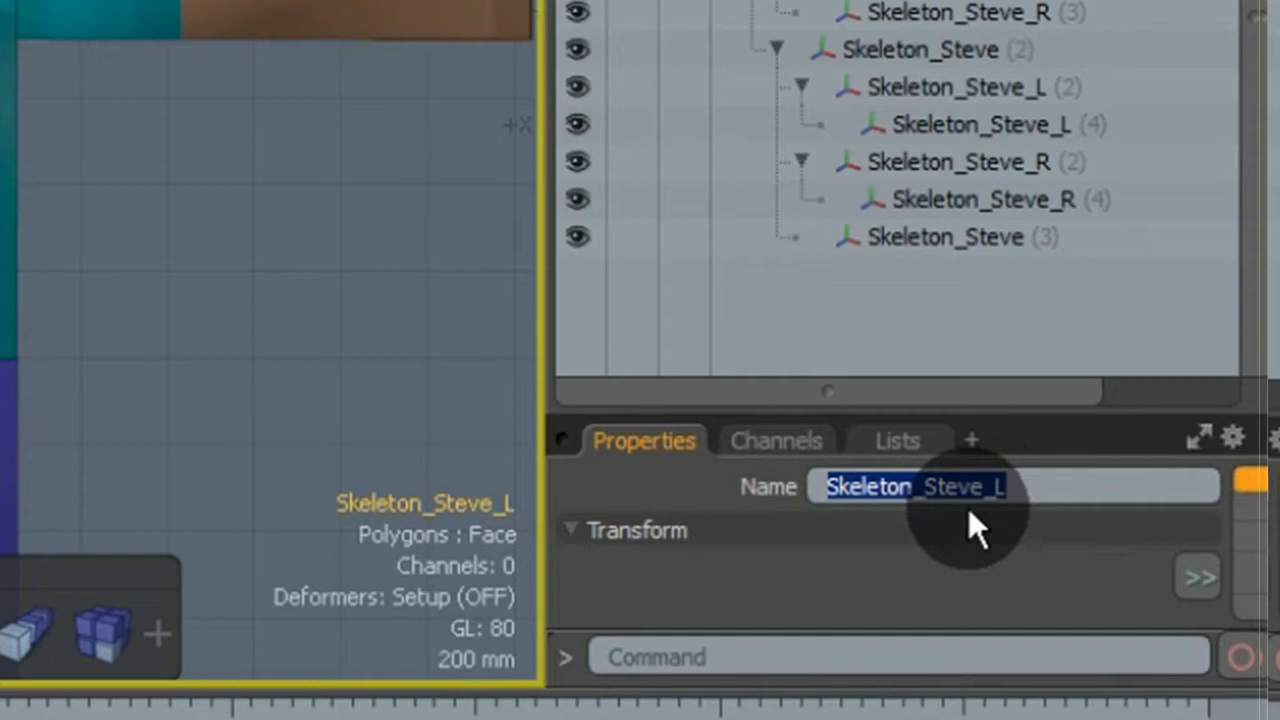 Skeleton_Steve_R (3)
Skeleton_Steve (2)
Skeleton_Steve_L (2)
Skeleton_Steve_L (4)
Skeleton_Steve_R (2)
Skeleton_Steve_R (4)
Skeleton_Steve (3)
+X
Properties Channels Lists +
Name Skeleton_Steve_L
Transform
>>
> Command
Skeleton_Steve_L
Polygons : Face
Channels: 0
Deformers: Setup (OFF)
GL: 80
200 mm